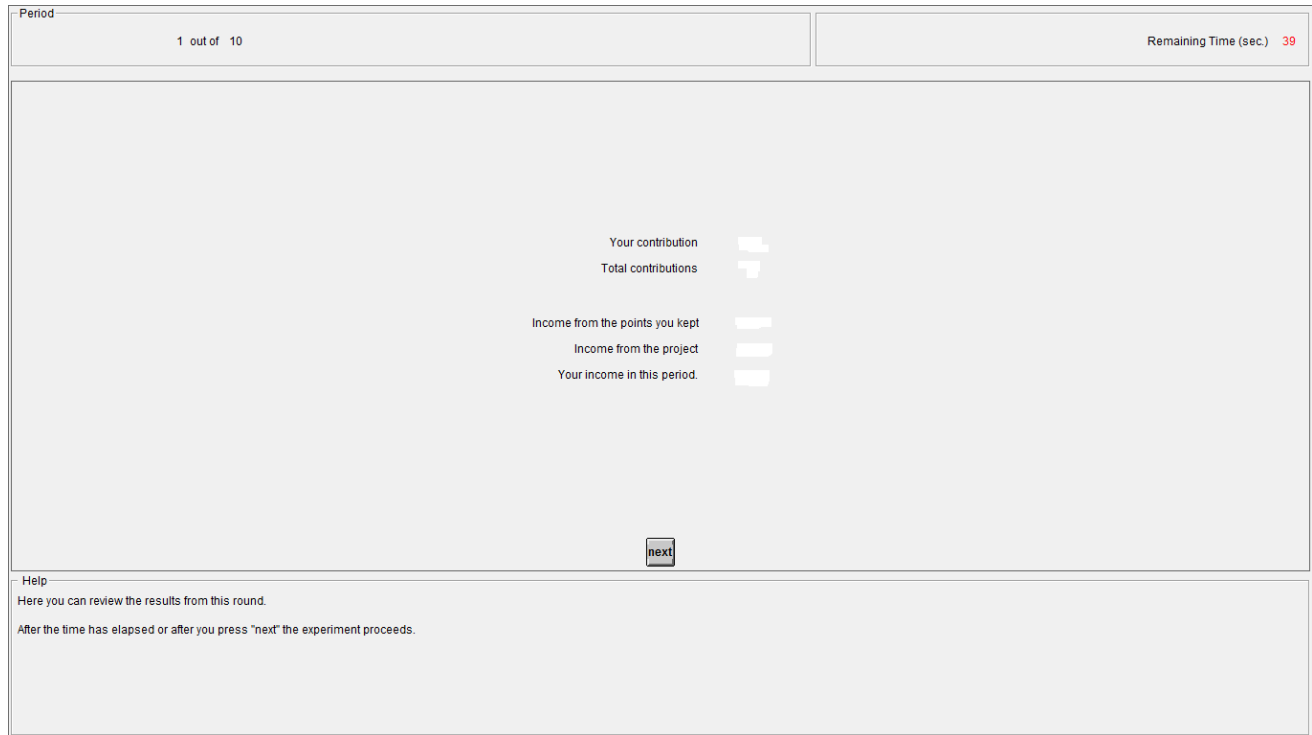 Period
1 out of 10
Remaining Time (sec.) 39
Your contribution
Total contributions
Income from the points you kept
Income from the project
Your income in this period.
next
Help
Here you can review the results from this round.
After the time has elapsed or after you press "next" the experiment proceeds.